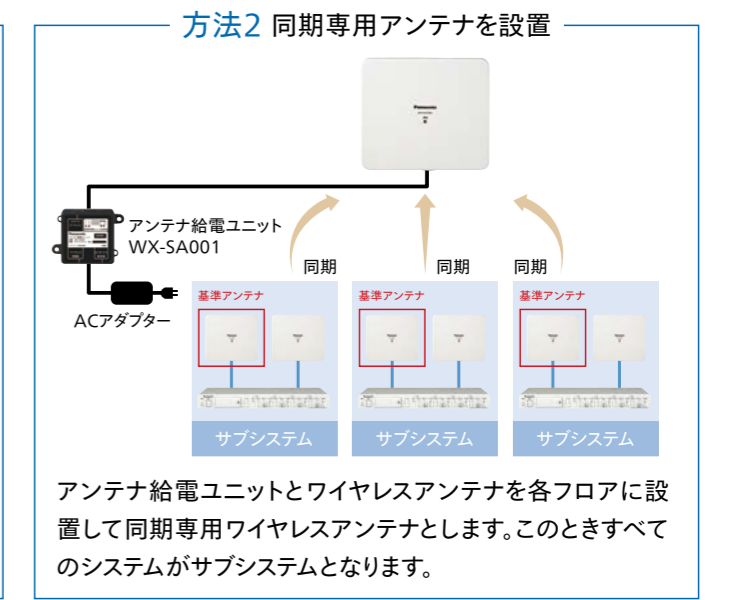 方法2 同期専用アンテナを設置
Panasonic
アンテナ給電ユニット
WX-SA001
ACアダプター
同期
同期
同期
基準アンテナ
基準アンテナ
基準アンテナ
サブシステム
サブシステム
サブシステム
アンテナ給電ユニットとワイヤレスアンテナを各フロアに設
置して同期専用ワイヤレスアンテナとします。このときすべて
のシステムがサブシステムとなります。